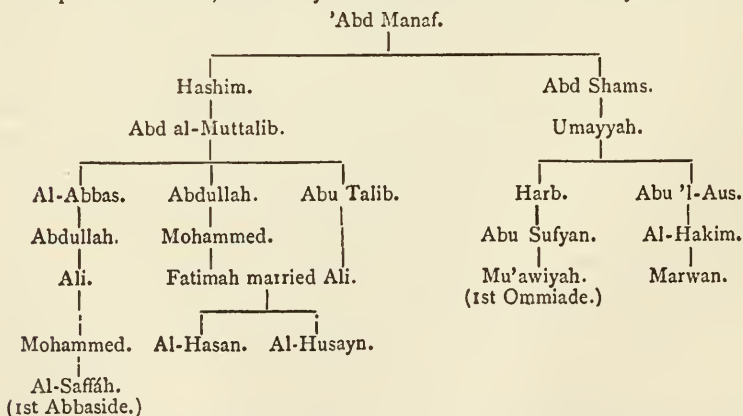 'Abd Manaf.
Hashim. Abd Shams.
Abd al-Muttalib. Umayyah.
Al-Abbas. Abdullah. Abu Talib. Harb. Abu 'l-Aus.
Abdullah. Mohammed. Abu Sufyan. Al-Hakim.
Ali. Fatimah married Ali. Mu'awiyah. Marwan.
(1st Ommiade.)
Mohammed. Al-Hasan. Al-Husayn.
Al-Saffáh.
(1st Abbaside.)